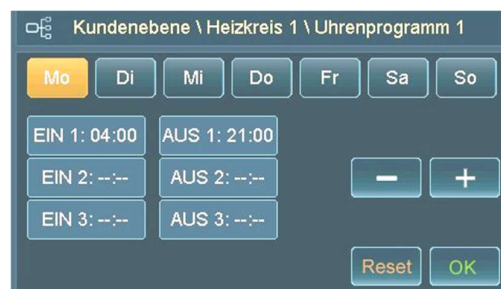 Kundenebene \ Heizkreis 1 \ Uhrenprogramm 1
Mo Di Mi Do Fr Sa So
EIN 1: 04:00 AUS 1: 21:00
EIN 2: --:-- AUS 2: --:--
− +
EIN 3: --:-- AUS 3: --:--
Reset OK